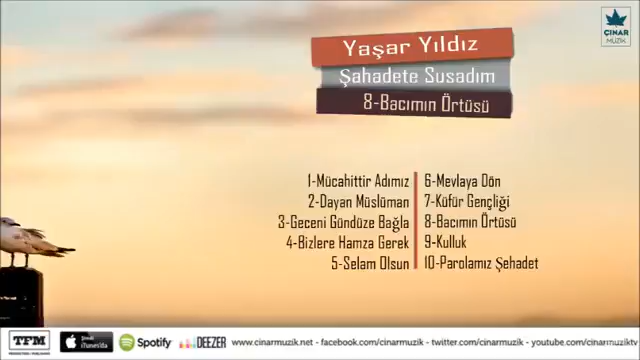 ÇINAR
MÜZİK
Yaşar Yıldız
Şahadete Susadım
8-Bacımın Örtüsü
1-Mücahittir Adımız
2-Dayan Müslüman
3-Geceni Gündüze Bağla
4-Bizlere Hamza Gerek
5-Selam Olsun
6-Mevlaya Dön
7-Küfür Gençliği
8-Bacımın Örtüsü
9-Kulluk
10-Parolamız Şehadet
TFM
Şimdi
iTunes'da
Spotify
DEEZER
www.cinarmuzik.net - facebook.com/cinarmuzik - twitter.com/cinarmuzik - youtube.com/cinarmuziktv